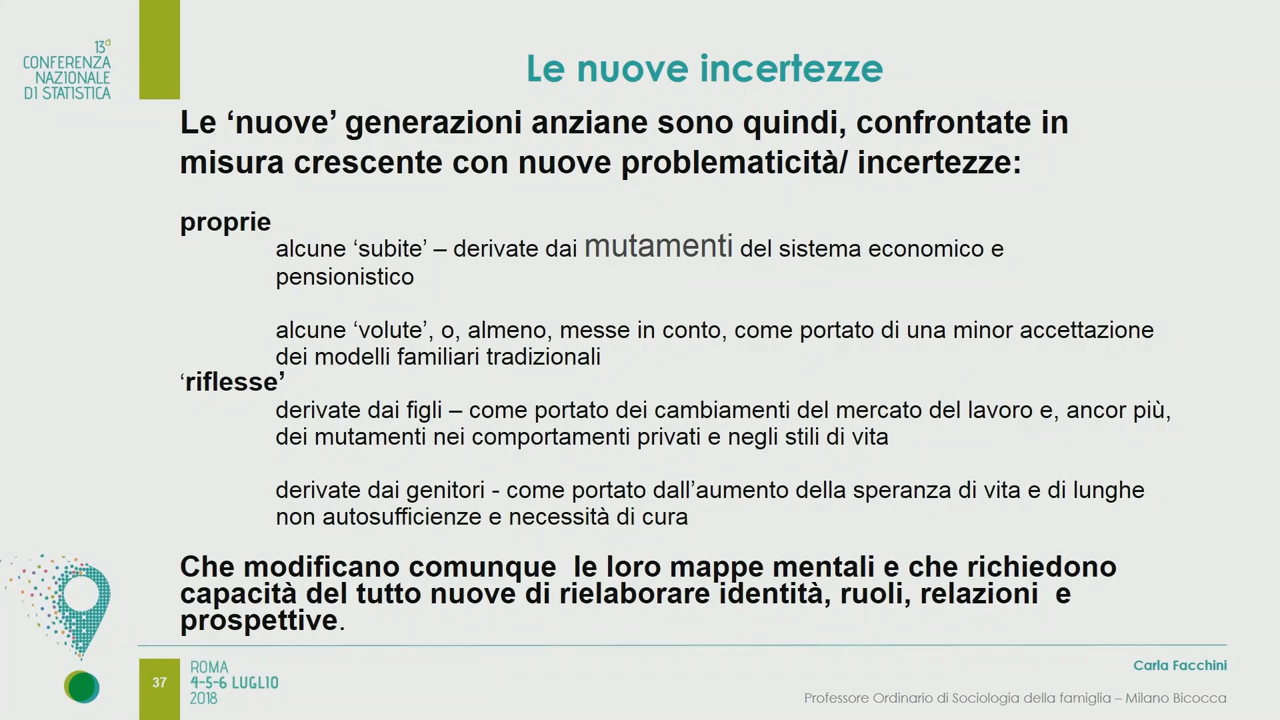 13ª
CONFERENZA
NAZIONALE
DI STATISTICA
Le nuove incertezze
Le ‘nuove’ generazioni anziane sono quindi, confrontate in
misura crescente con nuove problematicità/ incertezze:
proprie
alcune ‘subite’ – derivate dai mutamenti del sistema economico e
pensionistico
alcune ‘volute’, o, almeno, messe in conto, come portato di una minor accettazione
dei modelli familiari tradizionali
‘riflesse’
derivate dai figli – come portato dei cambiamenti del mercato del lavoro e, ancor più,
dei mutamenti nei comportamenti privati e negli stili di vita
derivate dai genitori - come portato dall’aumento della speranza di vita e di lunghe
non autosufficienze e necessità di cura
Che modificano comunque  le loro mappe mentali e che richiedono
capacità del tutto nuove di rielaborare identità, ruoli, relazioni  e
prospettive.
37
ROMA
4-5-6 LUGLIO
2018
Carla Facchini
Professore Ordinario di Sociologia della famiglia – Milano Bicocca